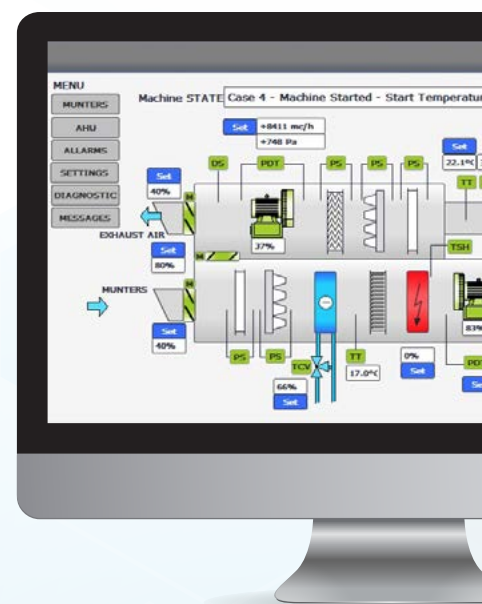 MENU
MUNTERS
AHU
ALLARMS
SETTINGS
DIAGNOSTIC
MESSAGES
Machine STATE
Case 4 - Machine Started - Start Temperatur
Set
+8411 mc/h
+748 Pa
Set
22.1°C
DS
PDT
PS
PS
PS
TT
Set
40%
M
EXHAUST AIR
37%
TSH
Set
80%
M
MUNTERS
M
83%
Set
40%
PS
PS
TCV
TT
17.0°C
0%
Set
PD
66%
Set